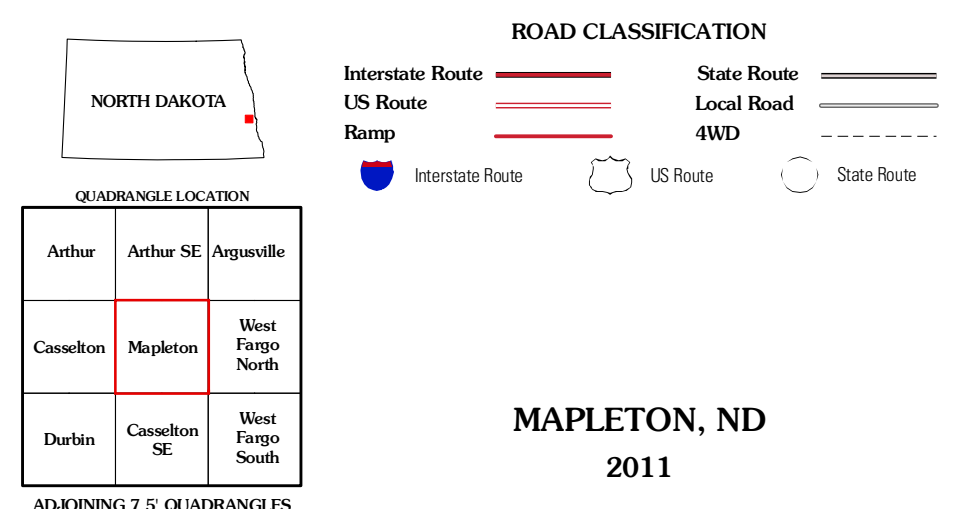 NORTH DAKOTA
QUADRANGLE LOCATION
Arthur
Arthur SE
Argusville
Casselton
Mapleton
West
Fargo
North
Durbin
Casselton
SE
West
Fargo
South
ADJOINING 7.5' QUADRANGLES
ROAD CLASSIFICATION
Interstate Route
State Route
US Route
Local Road
Ramp
4WD
Interstate Route
US Route
State Route
MAPLETON, ND
2011